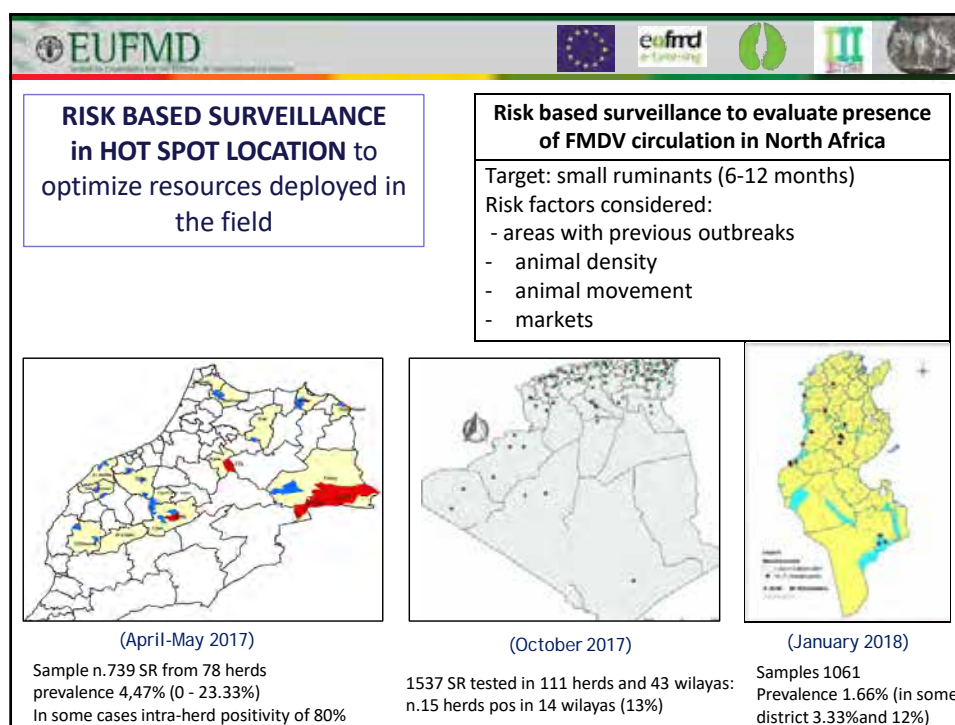 EUFMD
eofmd
e-Learning
RISK BASED SURVEILLANCE
in HOT SPOT LOCATION to
optimize resources deployed in
the field
Risk based surveillance to evaluate presence
of FMDV circulation in North Africa
Target: small ruminants (6-12 months)
Risk factors considered:
- areas with previous outbreaks
- animal density
- animal movement
- markets
(April-May 2017)
Sample n.739 SR from 78 herds
prevalence 4,47% (0 - 23.33%)
In some cases intra-herd positivity of 80%
(October 2017)
1537 SR tested in 111 herds and 43 wilayas:
n.15 herds pos in 14 wilayas (13%)
(January 2018)
Samples 1061
Prevalence 1.66% (in some
district 3.33%and 12%)